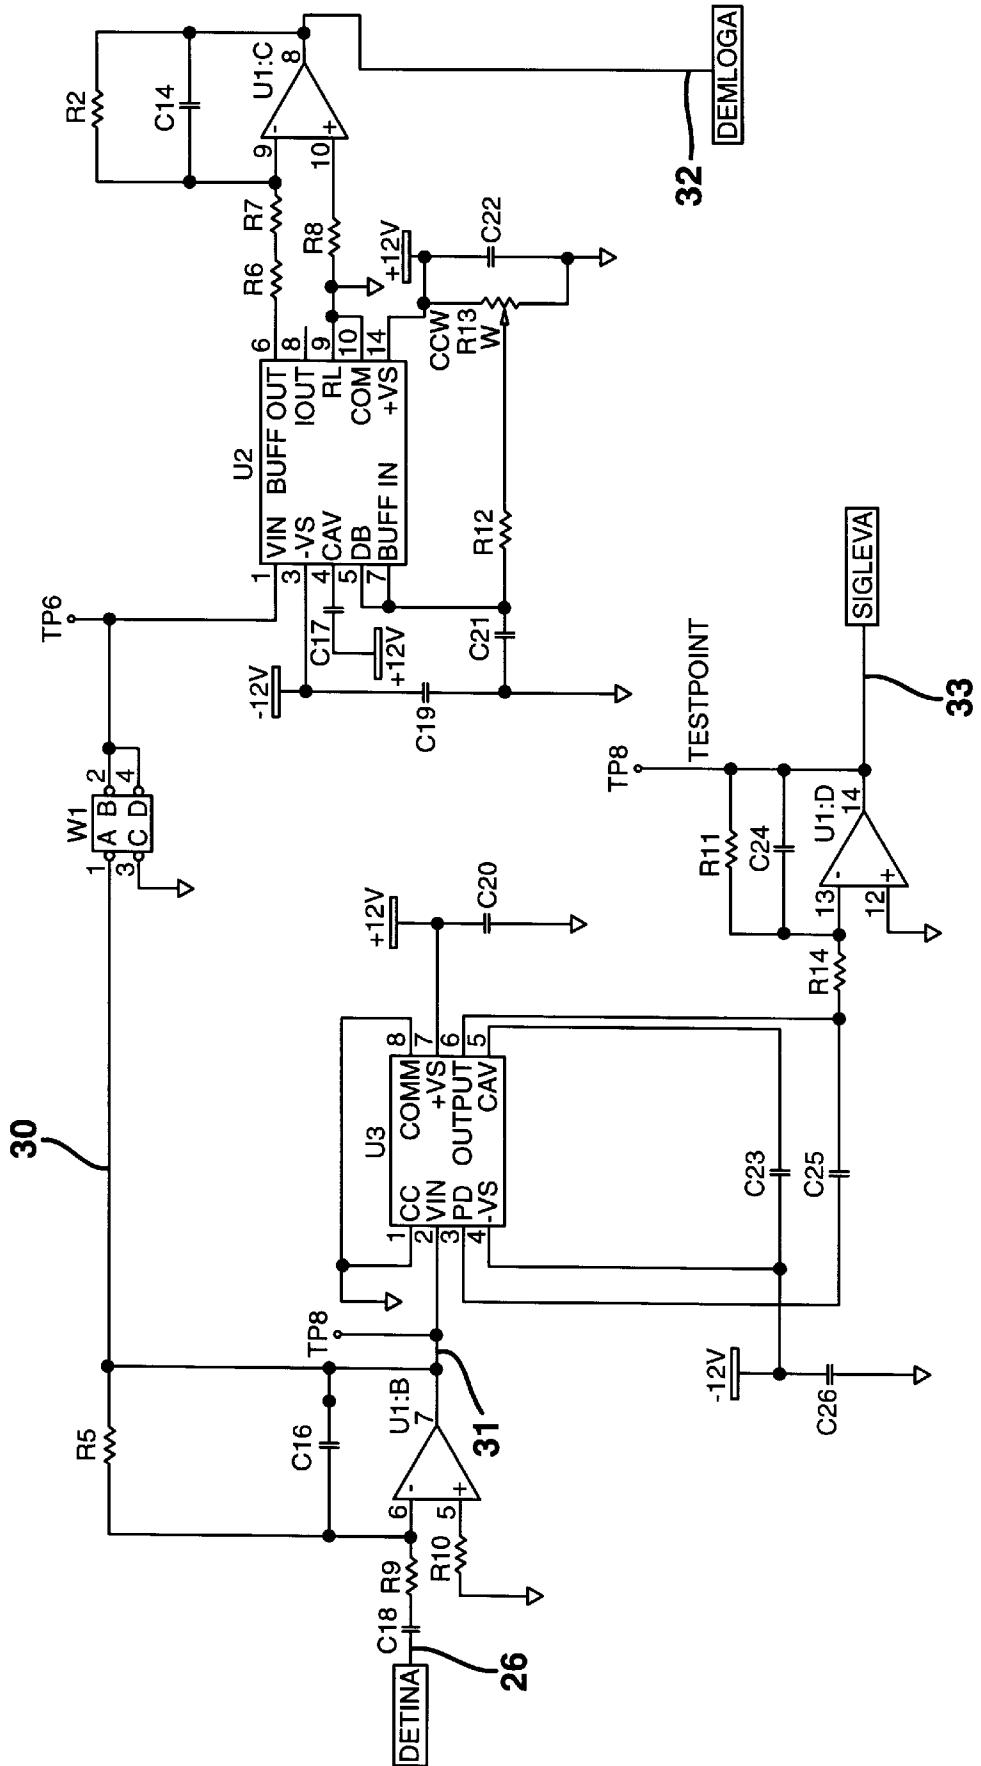 R2
C14
U1:C
8
9
-
10
+
R7
R6
R8
32
DEMLOGA
+12V
C22
CCW
R13
W
6
8
9
10
14
U2
BUFF OUT
IOUT
RL
COM
+VS
VIN
-VS
CAV
DB
BUFF IN
1
3
4
5
7
R12
TP6
C17
+12V
C21
-12V
C19
W1
A B
C D
2
4
1
3
30
R5
C16
TP8
U1:B
7
6
-
5
+
31
R9
R10
C18
26
DETINA
U3
CC
VIN
PD
-VS
COMM
+VS
OUTPUT
CAV
1
2
3
4
8
7
6
5
+12V
C20
C23
C25
-12V
C26
R14
R11
C24
U1:D
14
13
-
12
+
TP8
TESTPOINT
33
SIGLEVA